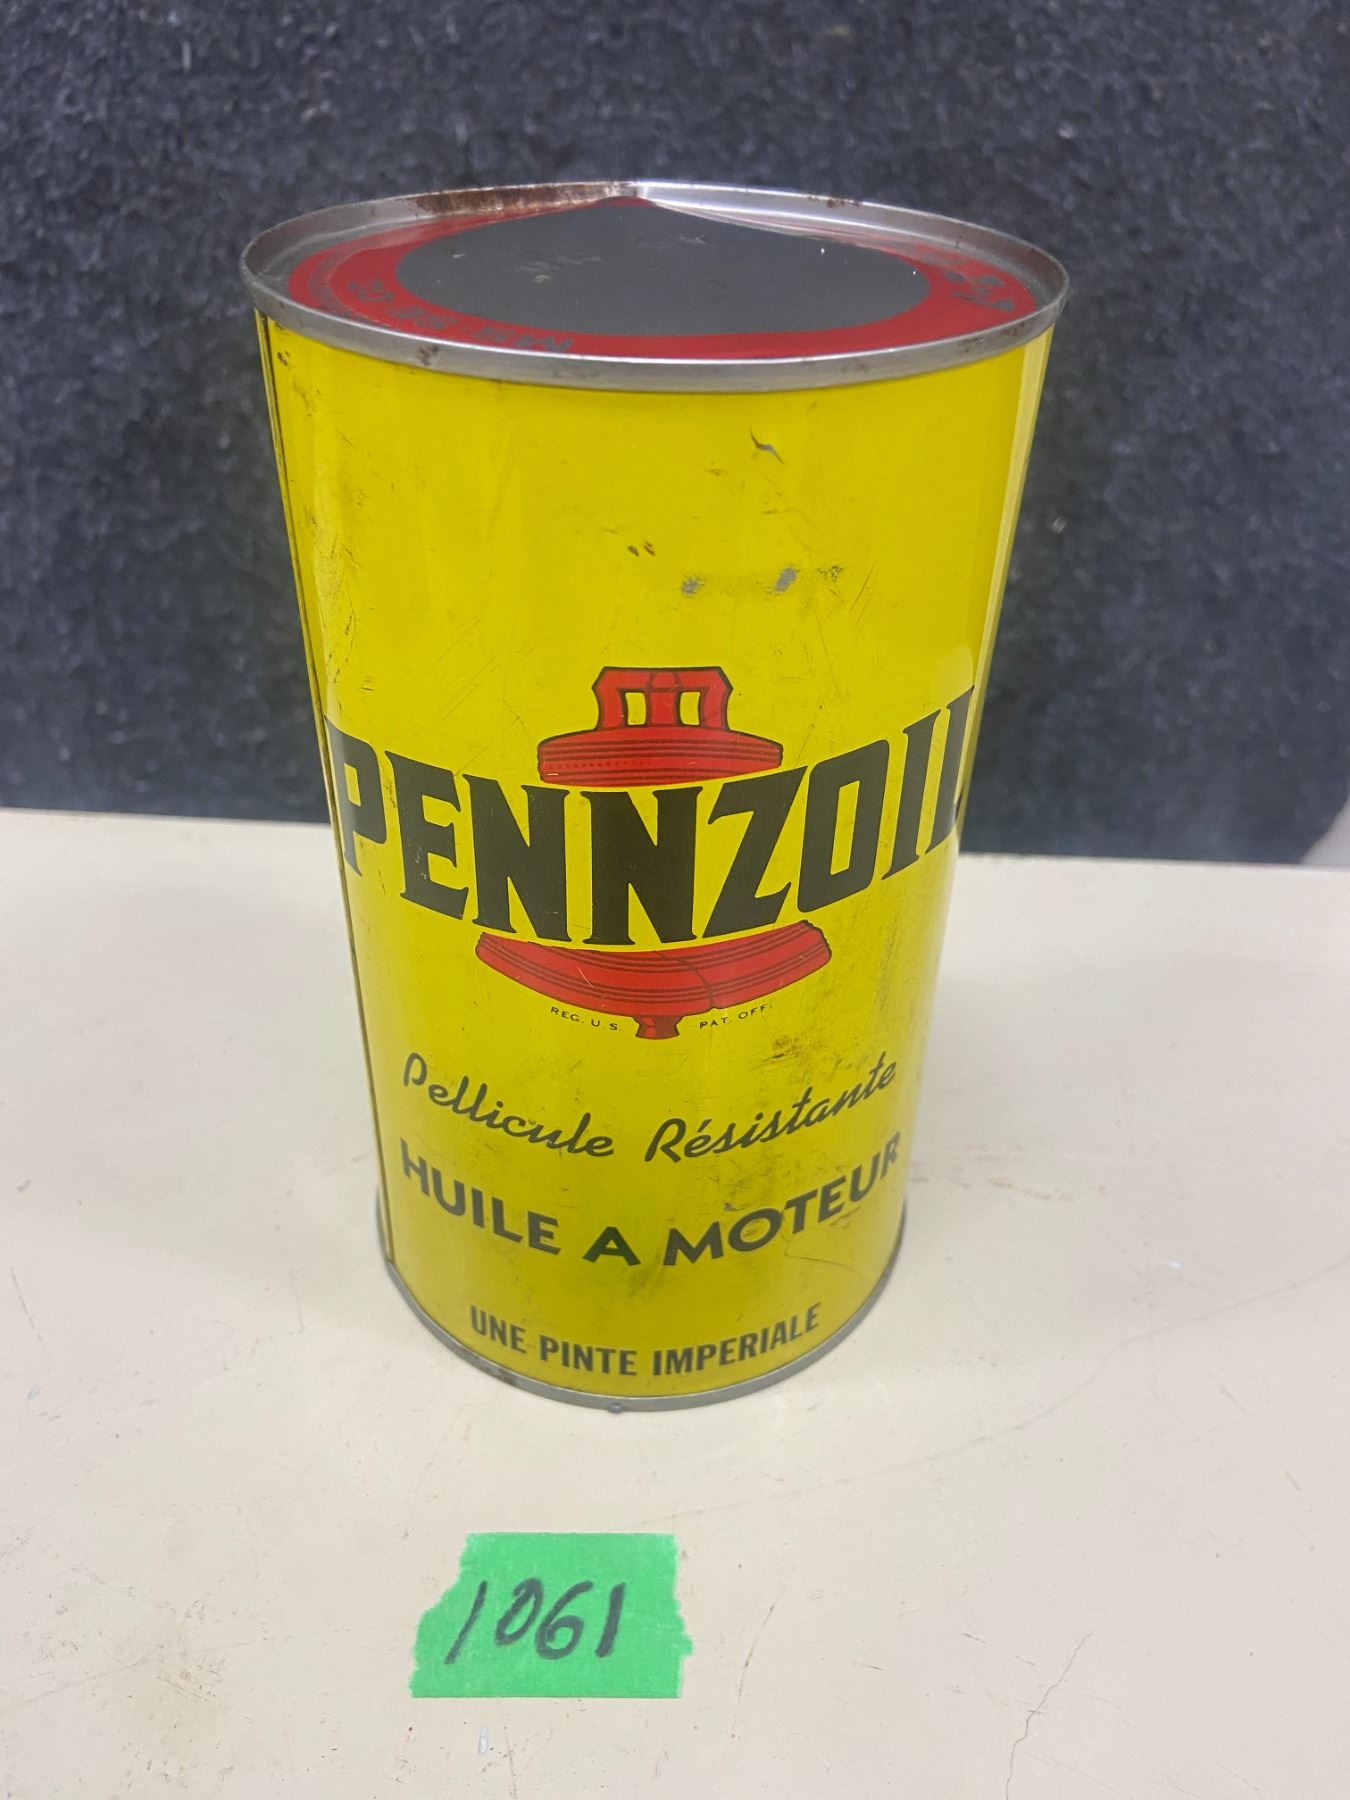 PENNZOIL
REG. U.S. PAT. OFF.
Pellicule Résistante
HUILE A MOTEUR
UNE PINTE IMPERIALE
1061